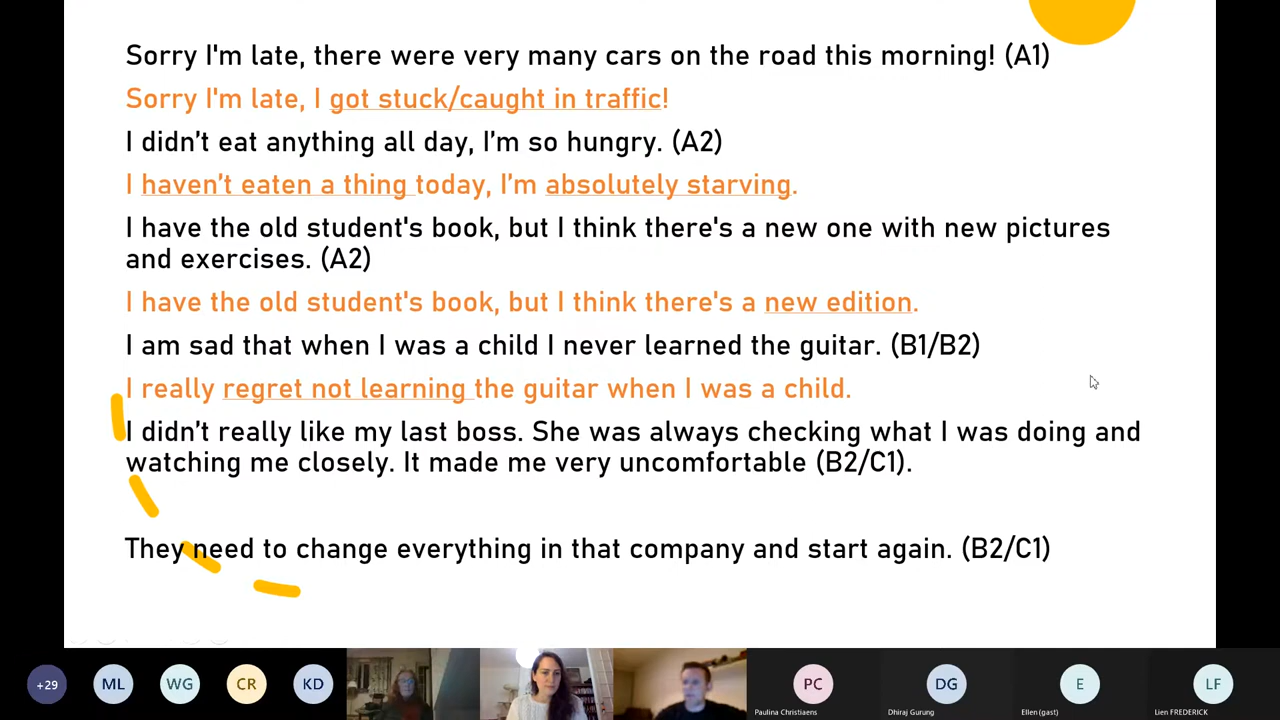 Sorry I'm late, there were very many cars on the road this morning! (A1)
Sorry I'm late, I got stuck/caught in traffic!
I didn’t eat anything all day, I’m so hungry. (A2)
I haven’t eaten a thing today, I’m absolutely starving.
I have the old student's book, but I think there's a new one with new pictures
and exercises. (A2)
I have the old student's book, but I think there's a new edition.
I am sad that when I was a child I never learned the guitar. (B1/B2)
I really regret not learning the guitar when I was a child.
I didn’t really like my last boss. She was always checking what I was doing and
watching me closely. It made me very uncomfortable (B2/C1).
They need to change everything in that company and start again. (B2/C1)
+29 ML WG CR KD PC DG E LF
Paulina Christiaens Dhiraj Gurung Ellen (gast) Lien FREDERICK